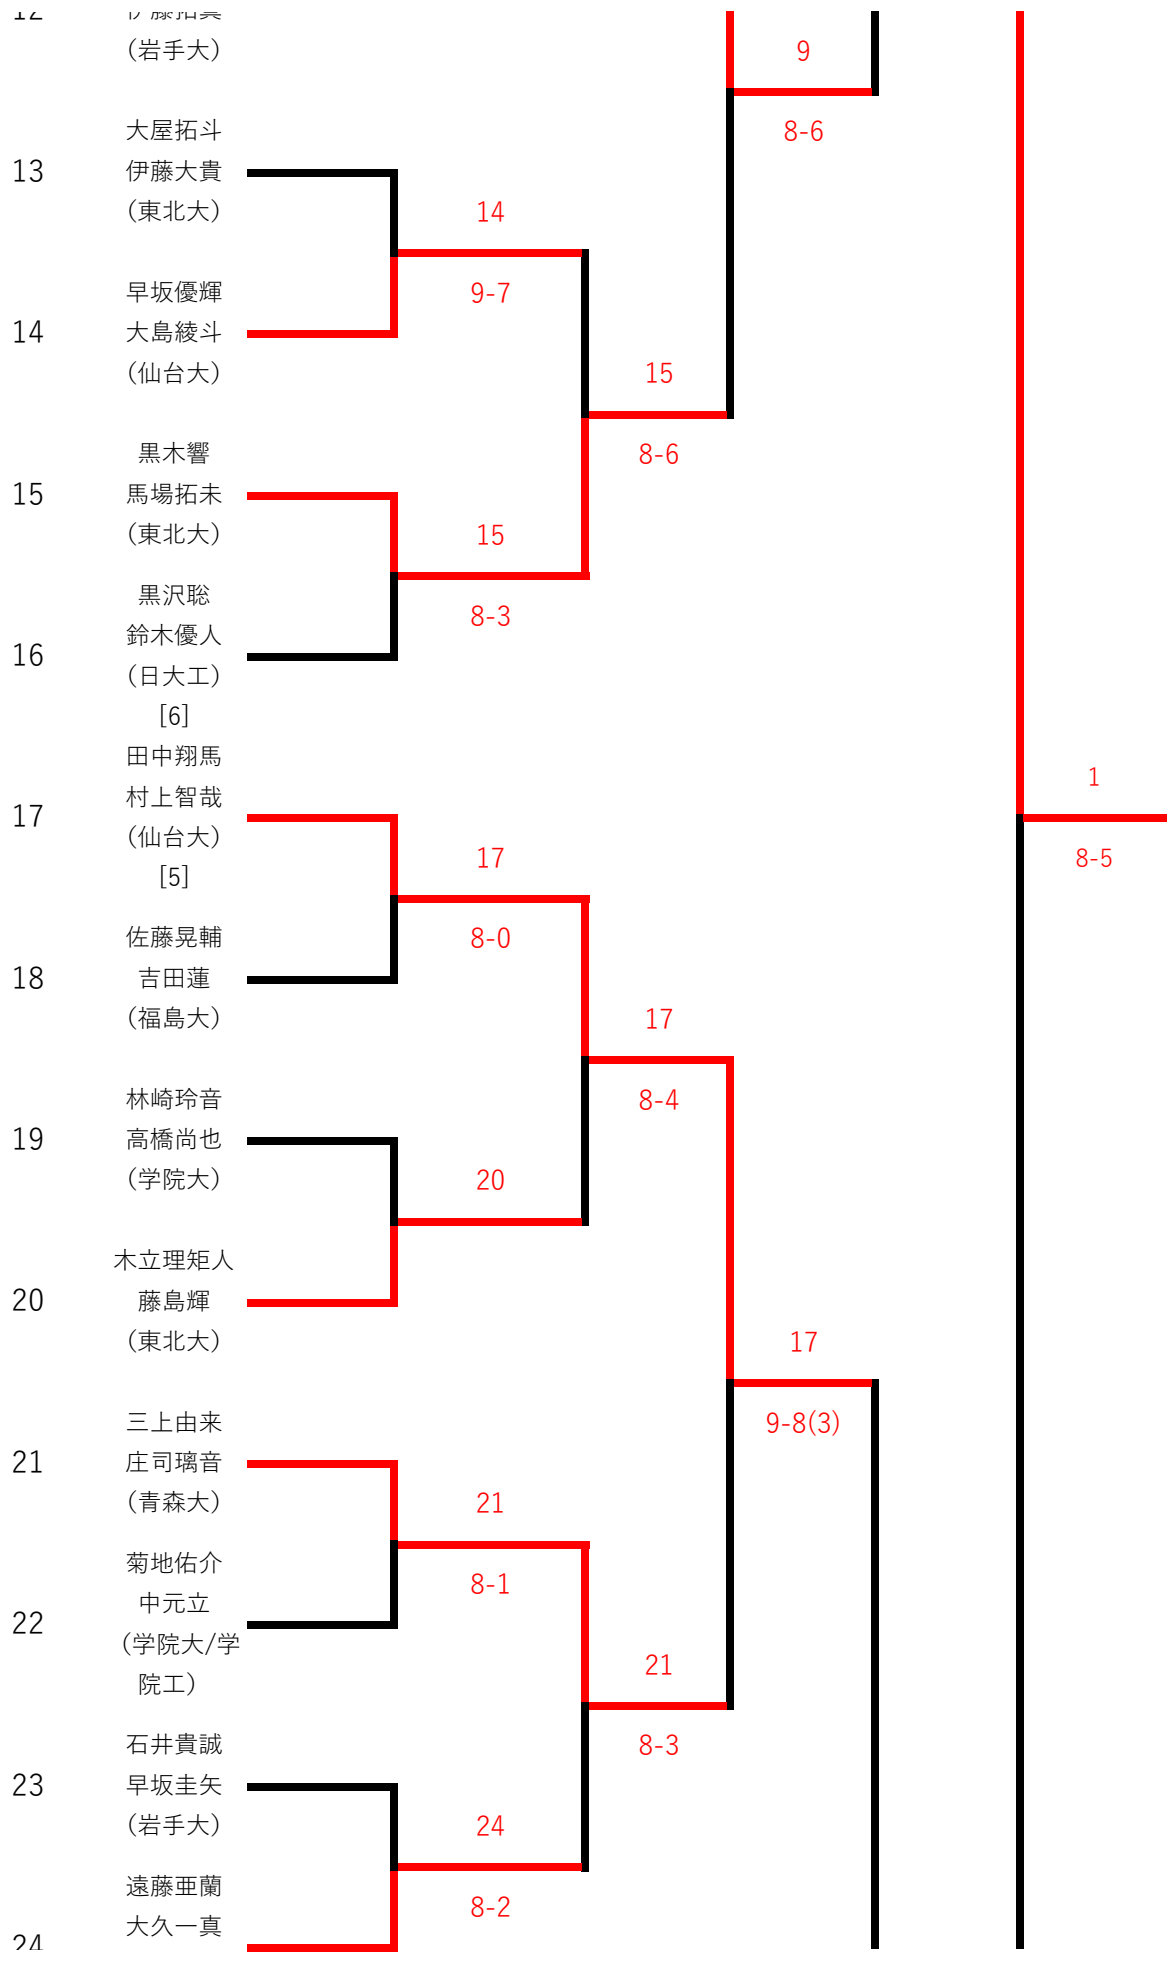 (岩手大)
9
8-6
大屋拓斗
13
伊藤大貴
(東北大)
14
9-7
早坂優輝
14
大島綾斗
(仙台大)
15
8-6
黒木響
15
馬場拓未
(東北大)
15
8-3
黒沢聡
16
鈴木優人
(日大工)
[6]
田中翔馬
17
村上智哉
(仙台大)
[5]
1
8-5
17
8-0
佐藤晃輔
18
吉田蓮
(福島大)
17
8-4
林崎玲音
19
高橋尚也
(学院大)
20
木立理矩人
20
藤島輝
(東北大)
17
9-8(3)
三上由来
21
庄司璃音
(青森大)
21
8-1
菊地佑介
22
中元立
(学院大/学
院工)
21
8-3
石井貴誠
23
早坂圭矢
(岩手大)
24
8-2
遠藤亜蘭
大久一真
24